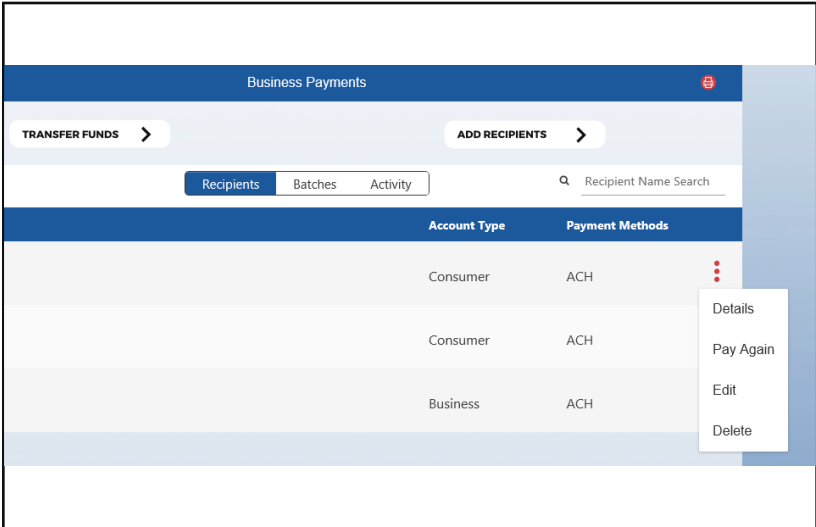 Business Payments
TRANSFER FUNDS
ADD RECIPIENTS
Recipients Batches Activity Recipient Name Search
Account Type Payment Methods
Consumer ACH
Details
Consumer ACH
Pay Again
Edit
Business ACH
Delete